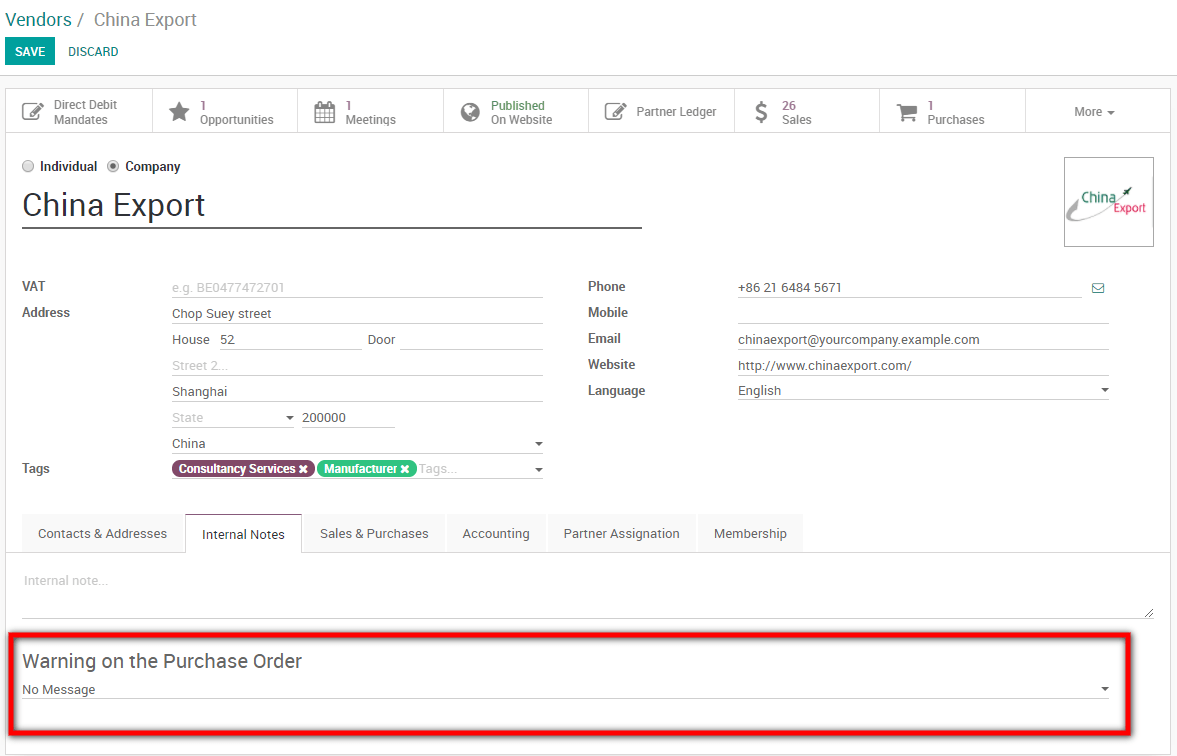 Vendors / China Export
SAVE DISCARD
Direct Debit Mandates
1 Opportunities
1 Meetings
Published On Website
Partner Ledger
26 Sales
1 Purchases
More
Individual Company
China Export
China
Export
VAT e.g. BE0477472701
Address Chop Suey street
House 52 Door
Street 2...
Shanghai
State 200000
China
Tags Consultancy Services Manufacturer Tags...
Phone +86 21 6484 5671
Mobile
Email chinaexport@yourcompany.example.com
Website http://www.chinaexport.com/
Language English
Contacts & Addresses Internal Notes Sales & Purchases Accounting Partner Assignation Membership
Internal note...
Warning on the Purchase Order
No Message